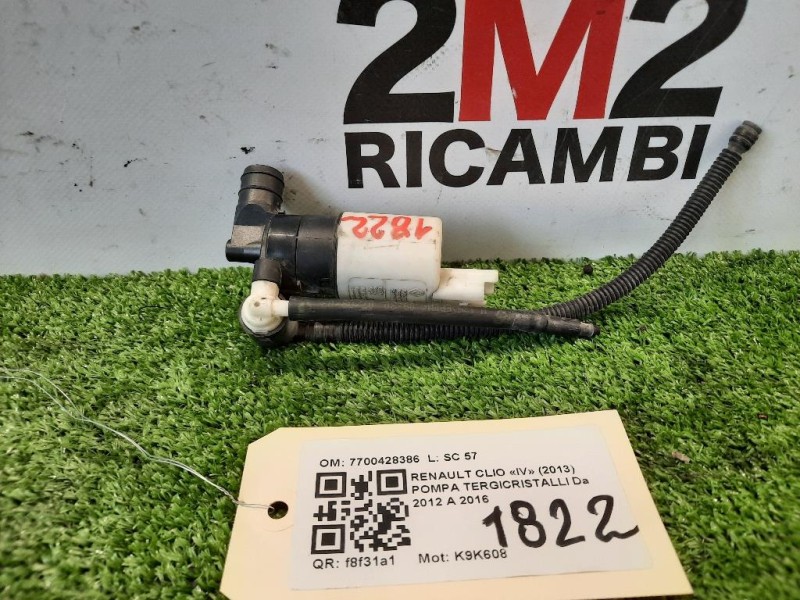 2M2
RICAMBI
1822
OM: 7700428386 L: SC 57
RENAULT CLIO «IV» (2013)
POMPA TERGICRISTALLI Da
2012 A 2016
1822
QR: f8f31a1 Mot: K9K608